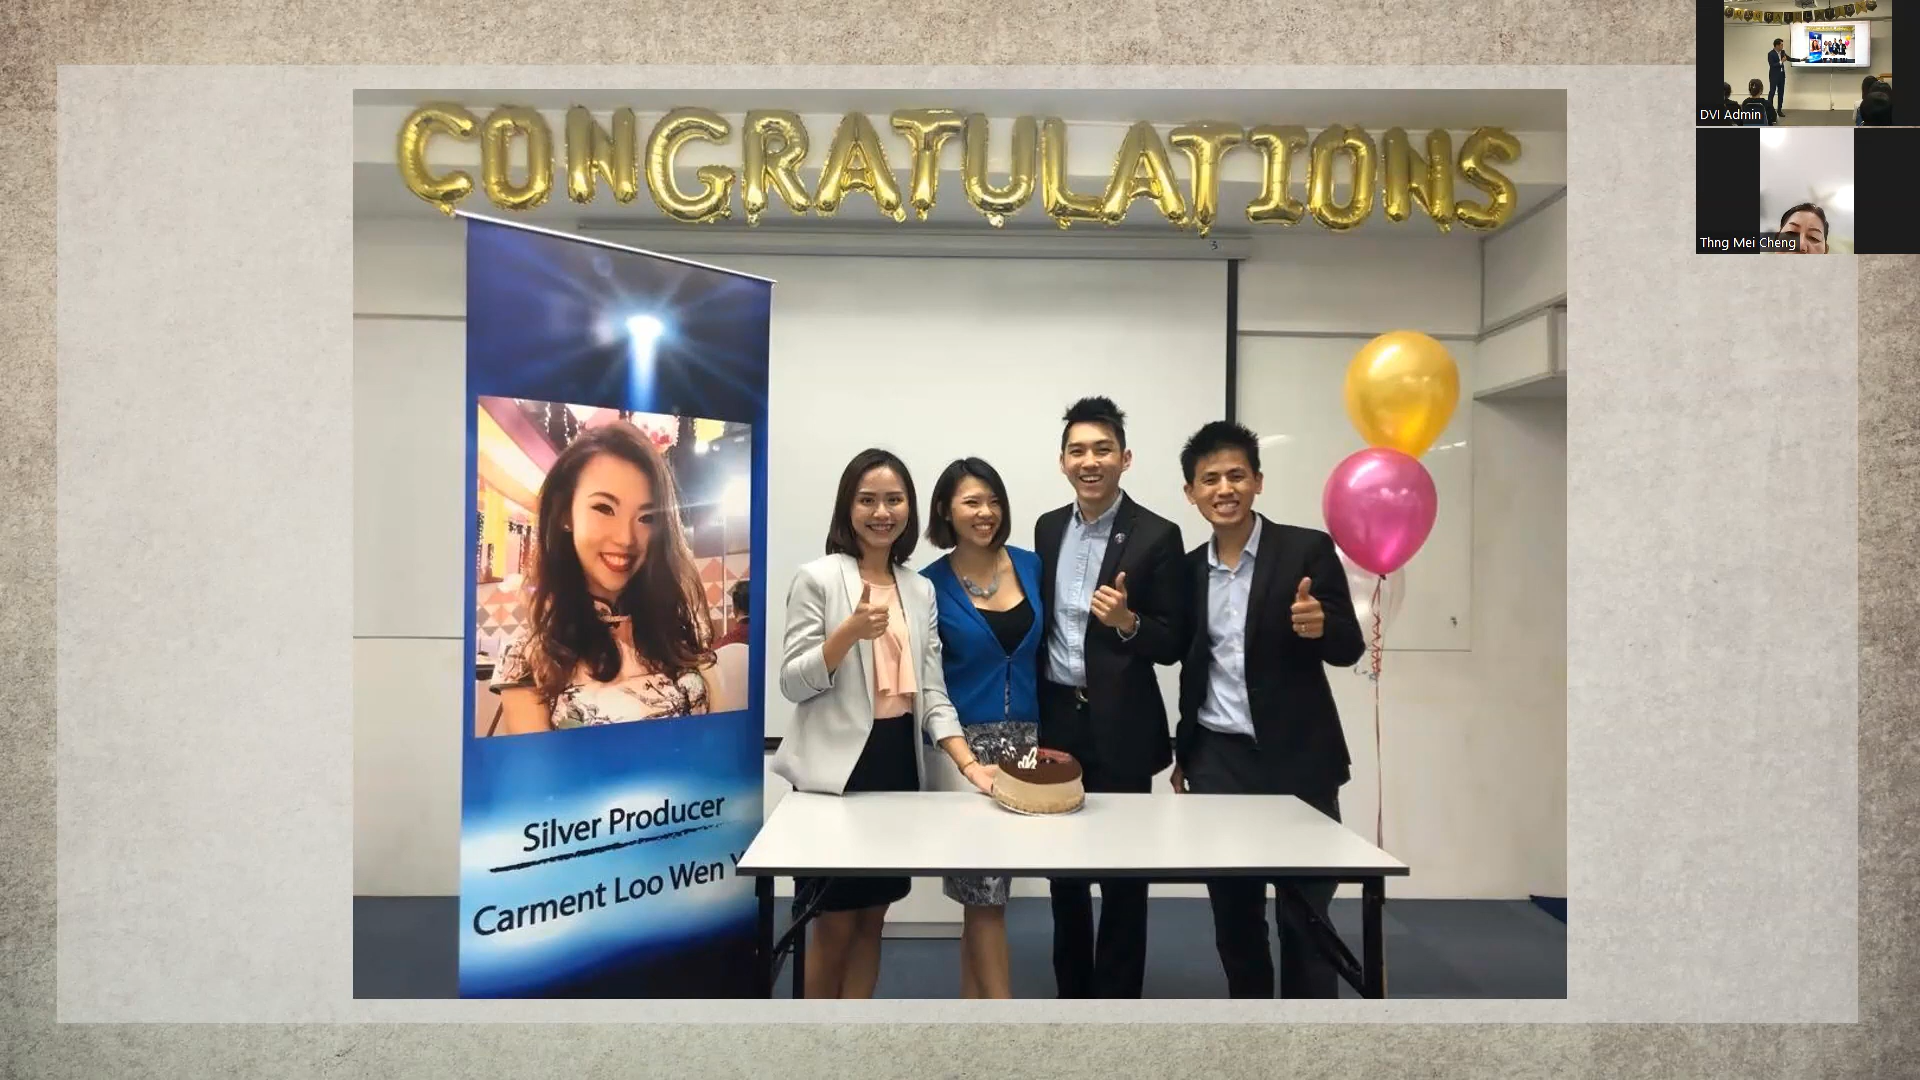 CONGRATULATIONS
Silver Producer
Carment Loo Wen
DVI Admin
Thng Mei Cheng